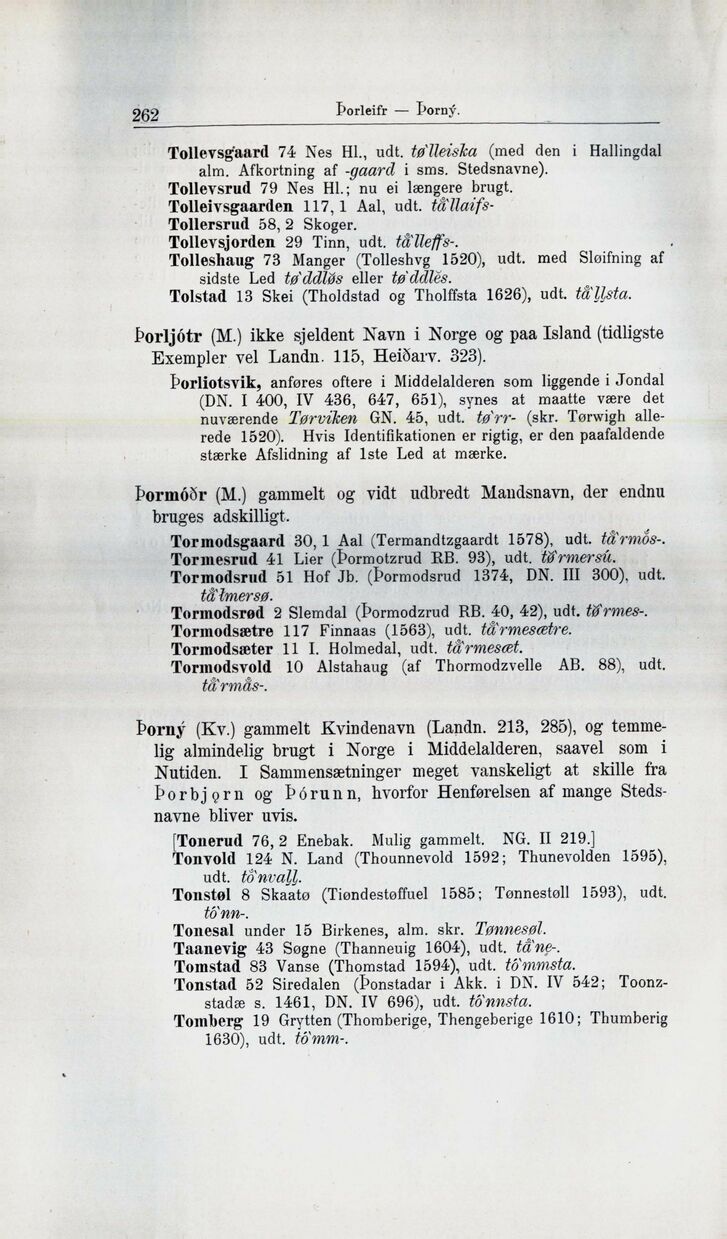 262
Þorleifr — Þorný.
Tollevsgaard 74 Nes Hl., udt. tø`lleiska (med den i Hallingdal
alm. Afkortning af -gaard i sms. Stedsnavne).
Tollevsrud 79 Nes Hl.; nu ei længere brugt.
Tolleivsgaarden 117, 1 Aal, udt. tå`llaifs-
Tollersrud 58, 2 Skoger.
Tollevsjorden 29 Tinn, udt. tå`lleffs-.
Tolleshaug 73 Manger (Tolleshvg 1520), udt. med Sløifning af
sidste Led tø`ddløs eller tø`ddlès.
Tolstad 13 Skei (Tholdstad og Tholffsta 1626), udt. tå`ḷḷsta.
Þorljótr (M.) ikke sjeldent Navn i Norge og paa Island (tidligste
Exempler vel Landn. 115, Heiðarv. 323).
Þorliotsvik, anføres oftere i Middelalderen som liggende i Jondal
(DN. I 400, IV 436, 647, 651), synes at maatte være det
nuværende Tørviken GN. 45, udt. tø`rr- (skr. Tørwigh alle-
rede 1520). Hvis Identifikationen er rigtig, er den paafaldende
stærke Afslidning af 1ste Led at mærke.
Þormóðr (M.) gammelt og vidt udbredt Mandsnavn, der endnu
bruges adskilligt.
Tormodsgaard 30, 1 Aal (Termandtzgaardt 1578), udt. tå`rmós-.
Tormesrud 41 Lier (Þormotzrud RB. 93), udt. tø`rmersú.
Tormodsrud 51 Hof Jb. (Þormodsrud 1374, DN. III 300), udt.
tå`łmersø.
Tormodsrød 2 Slemdal (Þormodzrud RB. 40, 42), udt. tø`rmes-.
Tormodsætre 117 Finnaas (1563), udt. tå`rmesætre.
Tormodsæter 11 I. Holmedal, udt. tå`rmesæt.
Tormodsvold 10 Alstahaug (af Thormodzvelle AB. 88), udt.
tå`rmås-.
Þorný (Kv.) gammelt Kvindenavn (Landn. 213, 285), og temme-
lig almindelig brugt i Norge i Middelalderen, saavel som i
Nutiden. I Sammensætninger meget vanskeligt at skille fra
Þorbjǫrn og Þórunn, hvorfor Henførelsen af mange Steds-
navne bliver uvis.
[Tonerud 76, 2 Enebak. Mulig gammelt. NG. II 219.]
Tonvold 124 N. Land (Thounnevold 1592; Thunevolden 1595),
udt. tô`nvaḷḷ.
Tonstøl 8 Skaatø (Tiøndestøffuel 1585; Tønnestøll 1593), udt.
tô`nn-.
Tonesal under 15 Birkenes, alm. skr. Tønnesøl.
Taanevig 43 Søgne (Thanneuig 1604), udt. tå`nę-.
Tomstad 83 Vanse (Thomstad 1594), udt. tô`mmsta.
Tonstad 52 Siredalen (Þonstadar i Akk. i DN. IV 542; Toonz-
stadæ s. 1461, DN. IV 696), udt. tô`nnsta.
Tomberg 19 Grytten (Thomberige, Thengeberige 1610; Thumberig
1630), udt. tô`mm-.